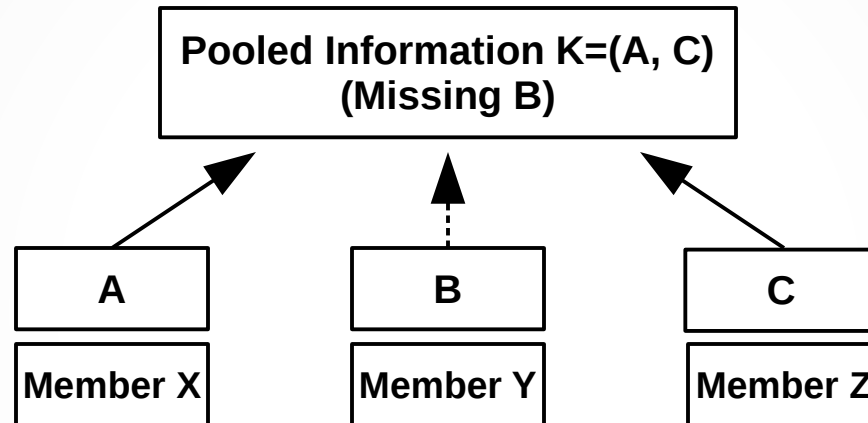 Pooled Information K=(A, C)
(Missing B)
A
B
C
Member X
Member Y
Member Z